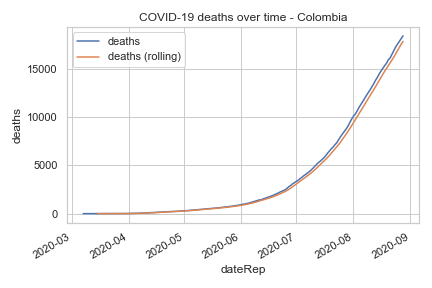 COVID-19 deaths over time - Colombia
deaths
deaths (rolling)
15000
10000
5000
0
deaths
2020-03
2020-04
2020-05
2020-06
2020-07
2020-08
2020-09
dateRep